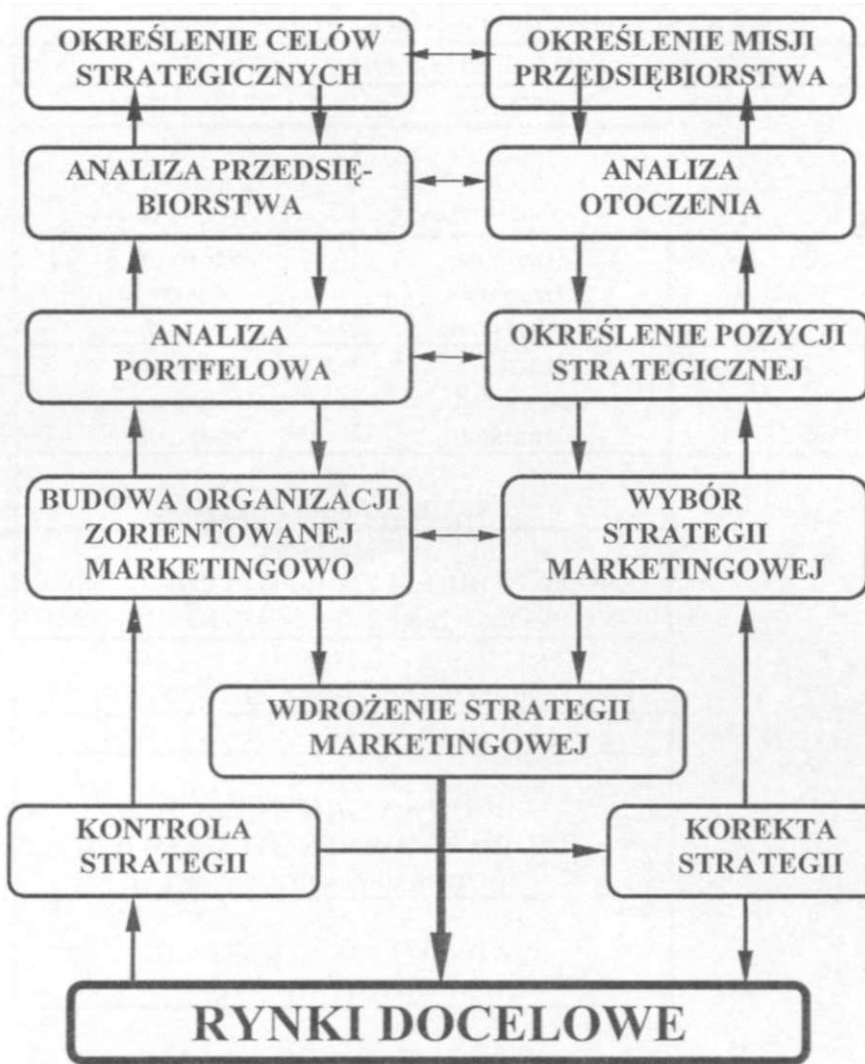 OKREŚLENIE CELÓW
STRATEGICZNYCH
OKREŚLENIE MISJI
PRZEDSIĘBIORSTWA
ANALIZA PRZEDSIĘ-
BIORSTWA
ANALIZA
OTOCZENIA
ANALIZA
PORTFELOWA
OKREŚLENIE POZYCJI
STRATEGICZNEJ
BUDOWA ORGANIZACJI
ZORIENTOWANEJ
MARKETINGOWO
WYBÓR
STRATEGII
MARKETINGOWEJ
WDROŻENIE STRATEGII
MARKETINGOWEJ
KONTROLA
STRATEGII
KOREKTA
STRATEGII
RYNKI DOCELOWE